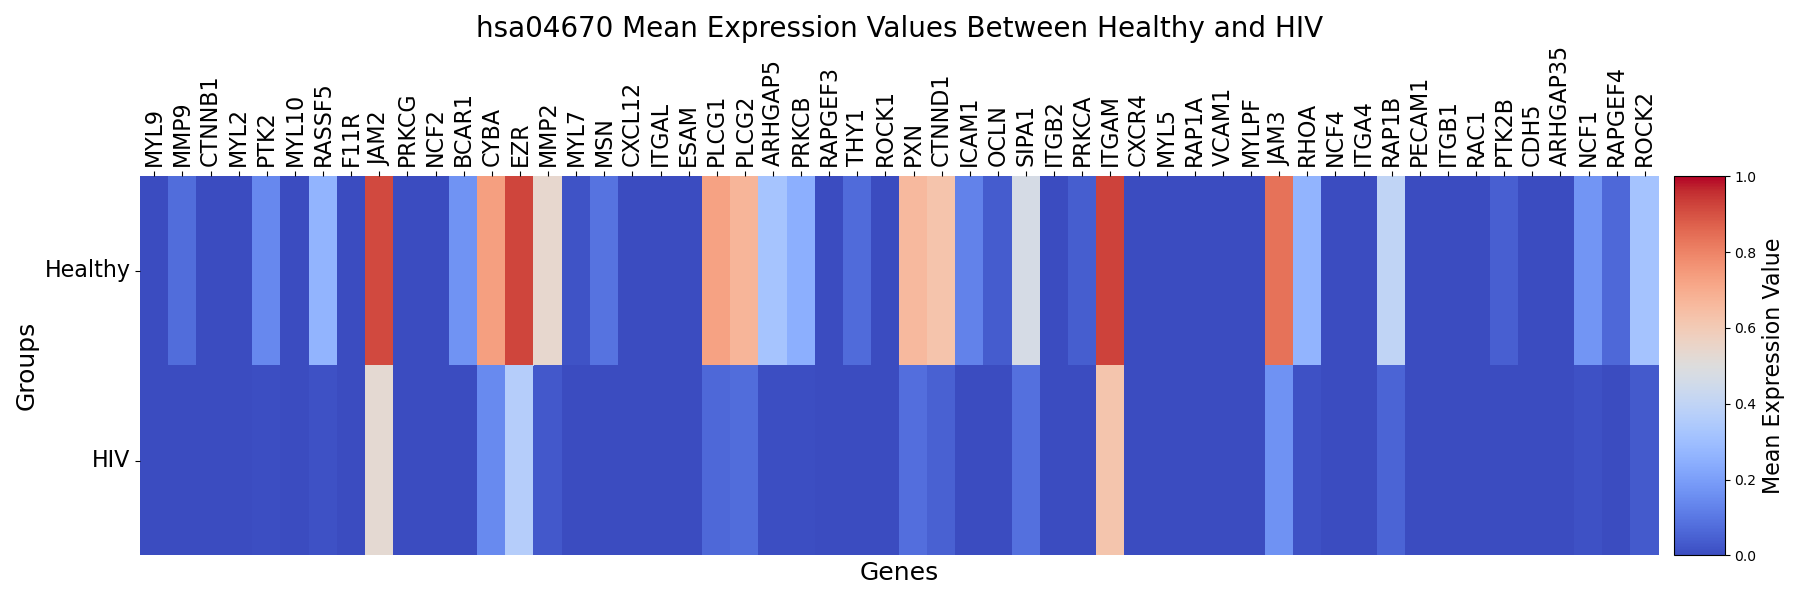 hsa04670 Mean Expression Values Between Healthy and HIV
MYL9
MMP9
CTNNB1
MYL2
PTK2
MYL10
RASSF5
F11R
JAM2
PRKCG
NCF2
BCAR1
CYBA
EZR
MMP2
MYL7
MSN
CXCL12
ITGAL
ESAM
PLCG1
PLCG2
ARHGAP5
PRKCB
RAPGEF3
THY1
ROCK1
PXN
CTNND1
ICAM1
OCLN
SIPA1
ITGB2
PRKCA
ITGAM
CXCR4
MYL5
RAP1A
VCAM1
MYLPF
JAM3
RHOA
NCF4
ITGA4
RAP1B
PECAM1
ITGB1
RAC1
PTK2B
CDH5
ARHGAP35
NCF1
RAPGEF4
ROCK2
Groups
Healthy
HIV
Genes
1.0
0.8
0.6
0.4
0.2
0.0
Mean Expression Value